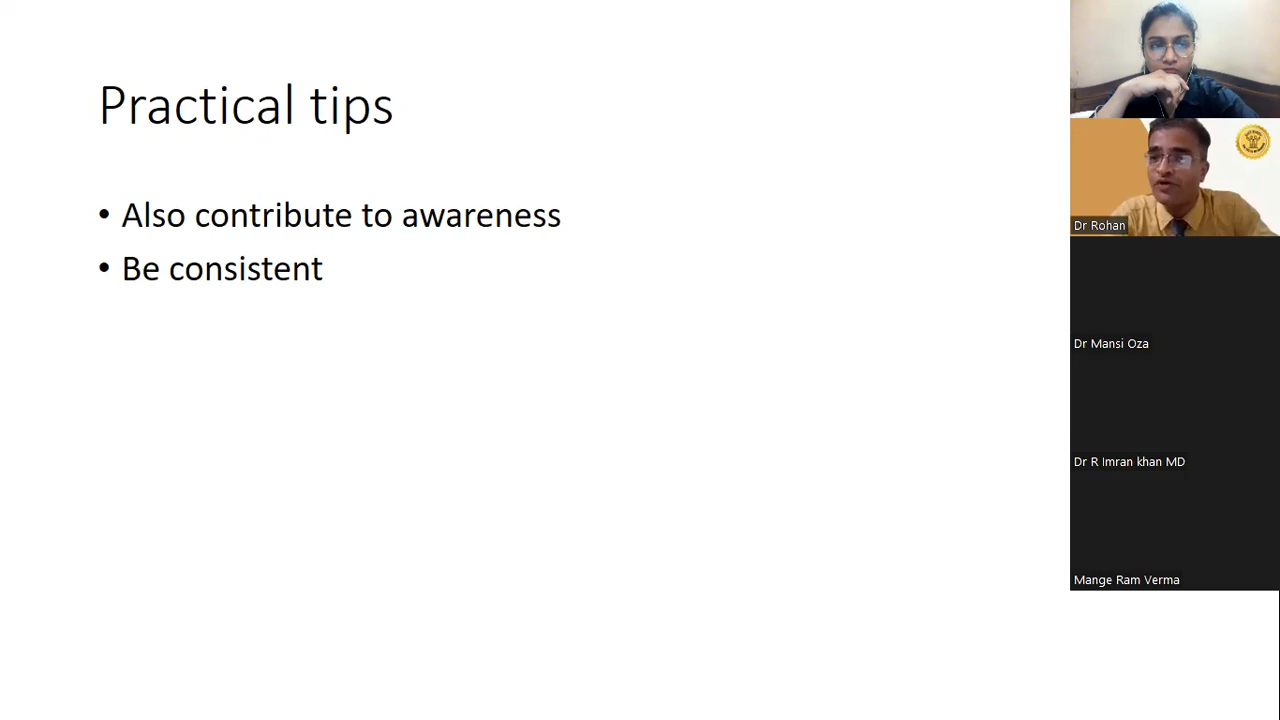 Practical tips
• Also contribute to awareness
• Be consistent
Dr Rohan
Dr Mansi Oza
Dr R Imran khan MD
Mange Ram Verma